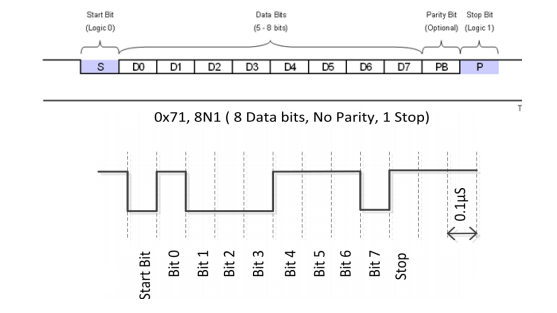 Start Bit Data Bits Parity Bit Stop Bit
(Logic 0) (5 - 8 bits) (Optional) (Logic 1)
S D0 D1 D2 D3 D4 D5 D6 D7 PB P
T
0x71, 8N1 ( 8 Data bits, No Parity, 1 Stop)
0.1µS
Start Bit Bit 0 Bit 1 Bit 2 Bit 3 Bit 4 Bit 5 Bit 6 Bit 7 Stop